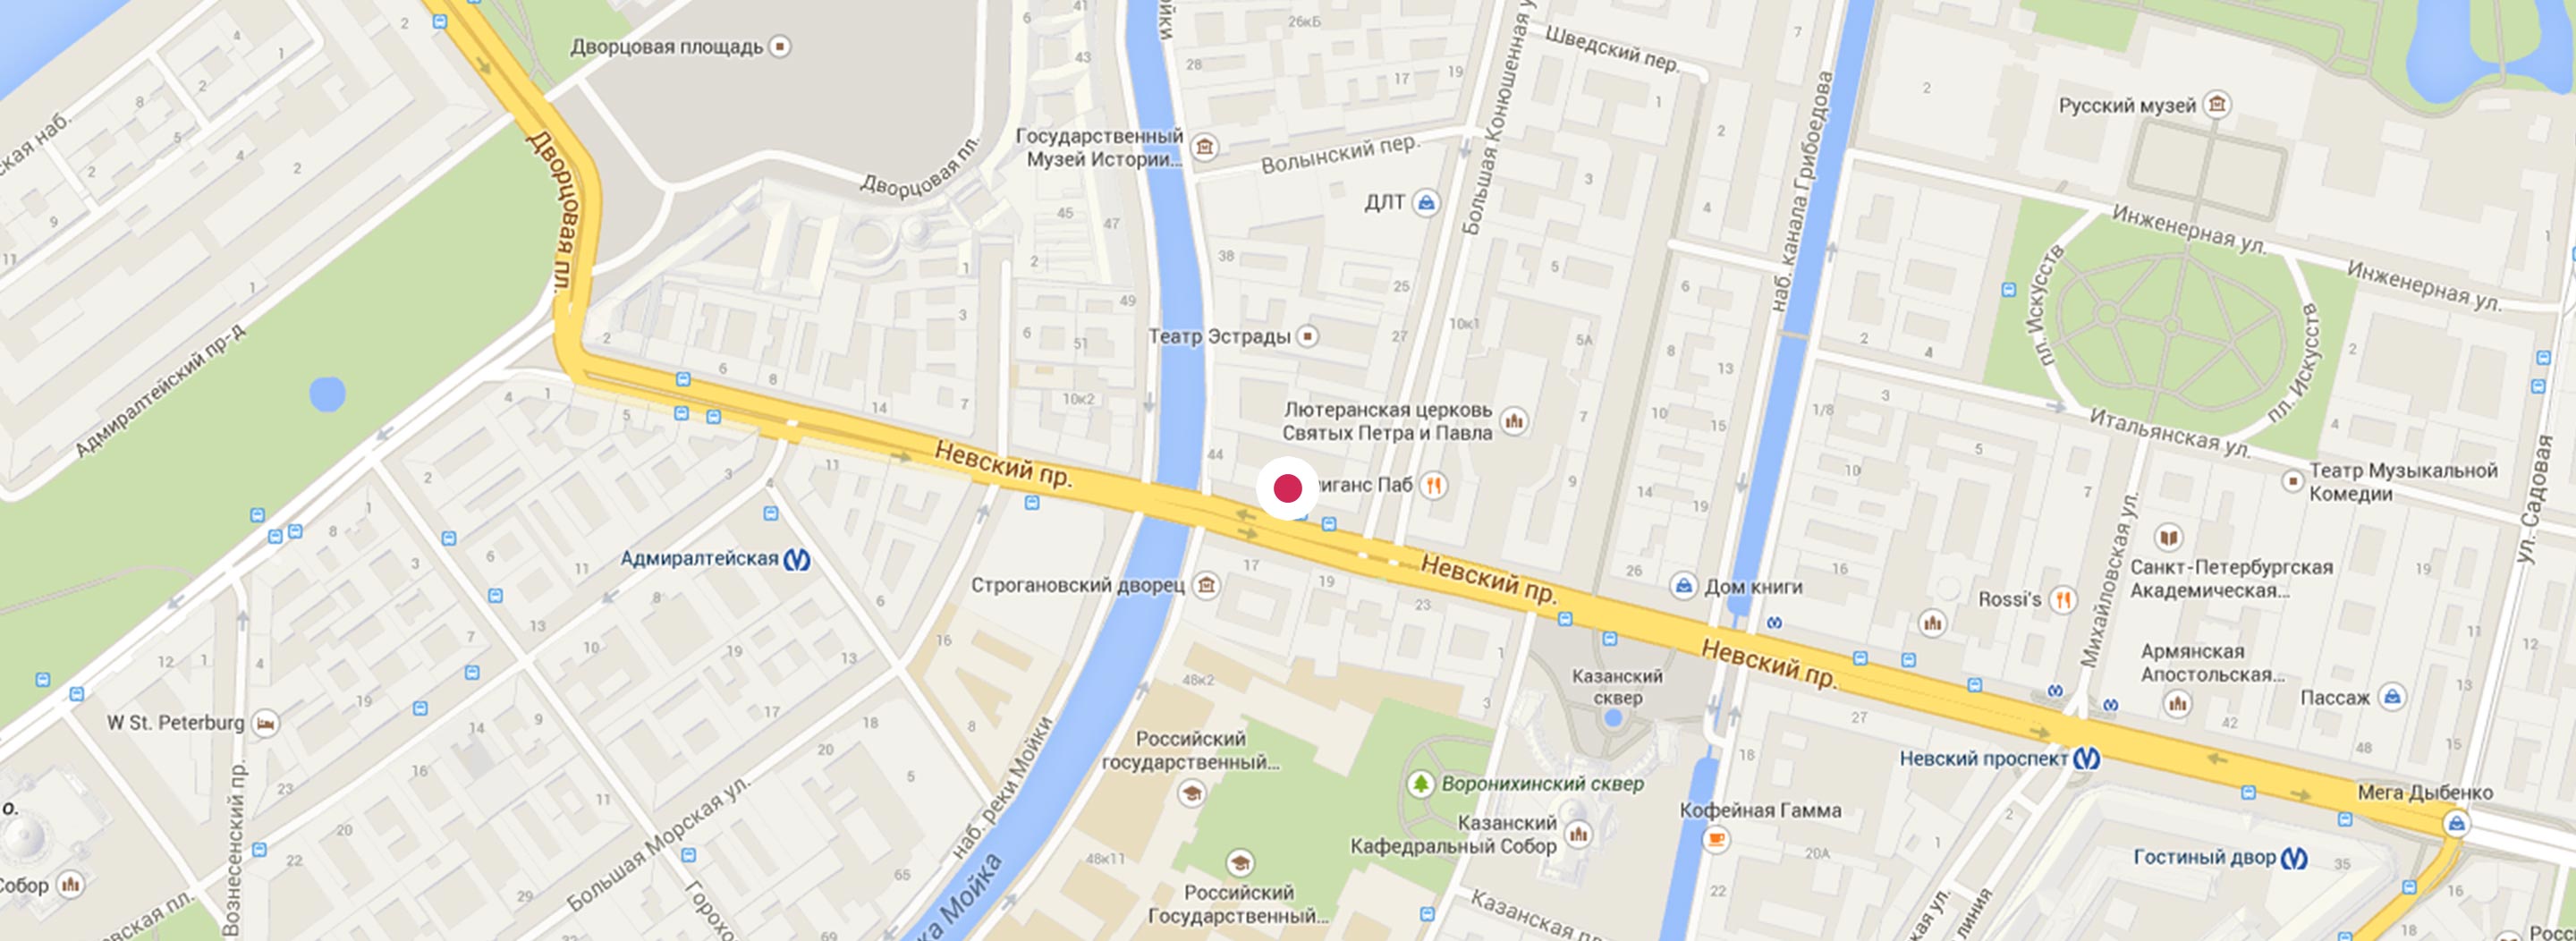 Дворцовая площадь
Шведский пер.
Русский музей
Государственный
Музей Истории...
Волынский пер.
Дворцовая пл.
Дворцовая пл.
ДЛТ
Большая Конюшенная
наб. канала Грибоедова
Инженерная ул.
Инженерная ул.
пл. Искусств
пл. Искусств
Адмиралтейский пр-д
Театр Эстрады
Лютеранская церковь
Святых Петра и Павла
Итальянская ул.
Театр Музыкальной
Комедии
ул. Садовая
Невский пр.
Паб
Адмиралтейская
Строгановский дворец
Невский пр.
Дом книги
Rossi's
Михайловская ул.
Санкт-Петербургская
Академическая...
Невский пр.
Казанский
сквер
Армянская
Апостольская...
Пассаж
W St. Peterburg
Российский
государственный...
Воронихинский сквер
Невский проспект
Мега Дыбенко
Кофейная Гамма
Казанский
Кафедральный Собор
Гостиный двор
наб. реки Мойки
Большая Морская ул.
Вознесенский пр.
Российский
Государственный...
Мойка
Казанская